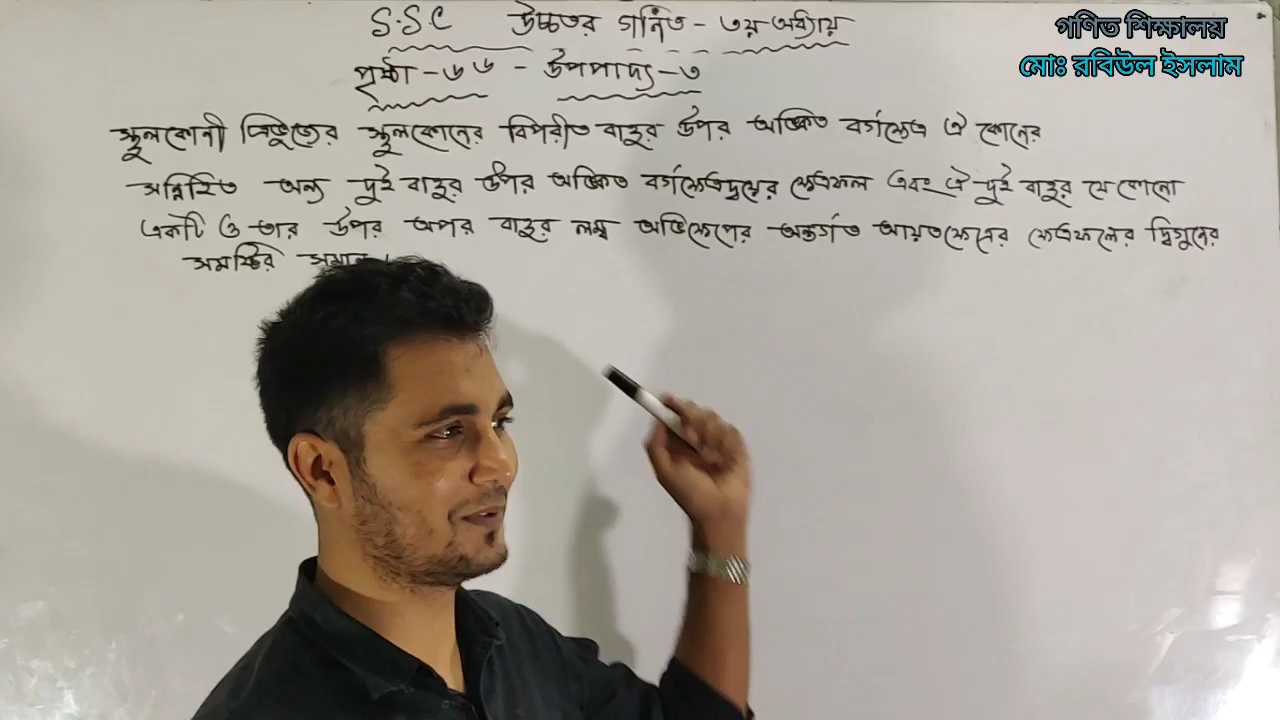 S.S.C উচ্চতর গণিত - ৩য় অধ্যায়
গণিত শিক্ষালয়
মোঃ রবিউল ইসলাম
পৃষ্ঠা - ৬৬ - উপপাদ্য - ৩
স্থুলকোণী ত্রিভুজের স্থুলকোণের বিপরীত বাহুর উপর অঙ্কিত বর্গক্ষেত্র ঐ কোণের
সন্নিহিত অন্য দুই বাহুর উপর অঙ্কিত বর্গক্ষেত্রদ্বয়ের ক্ষেত্রফল এবং ঐ দুই বাহুর যে কোনো
একটি ও তার উপর অপর বাহুর লম্ব অভিক্ষেপের অন্তর্গত আয়তক্ষেত্রের ক্ষেত্রফলের দ্বিগুনের
সমষ্টির সমান।